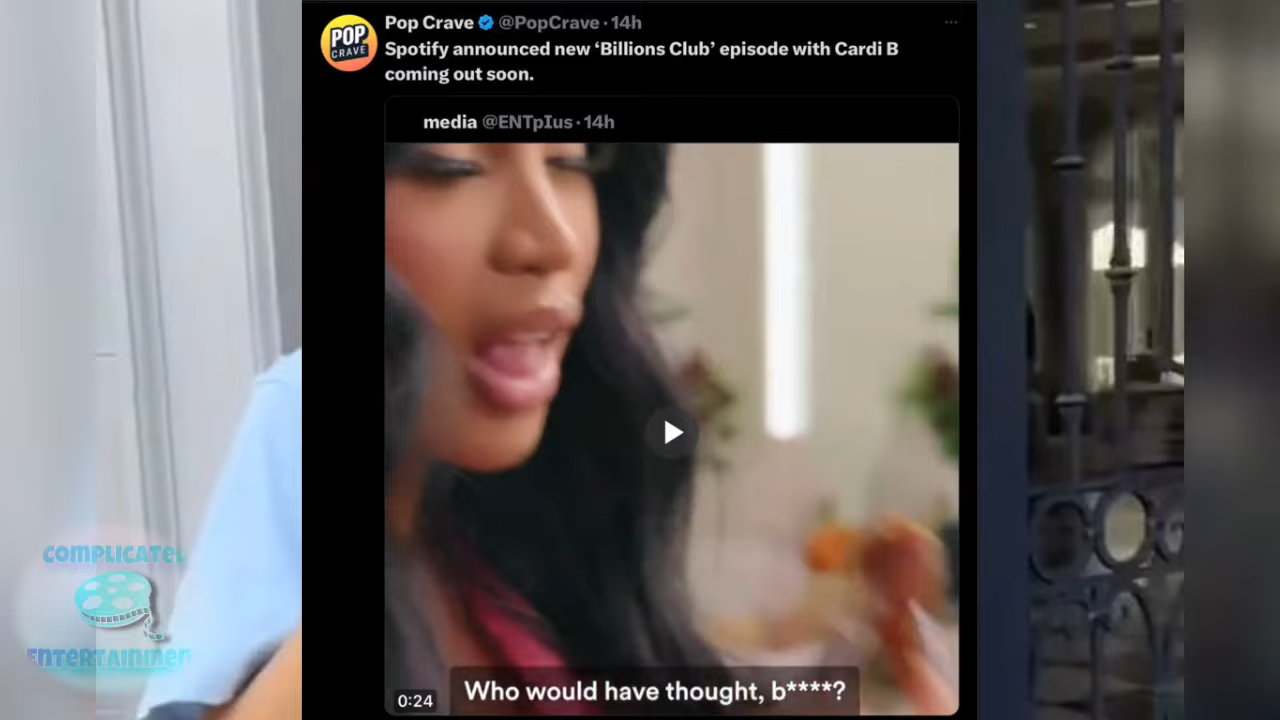 POP
CRAVE
Pop Crave @PopCrave · 14h
Spotify announced new ‘Billions Club’ episode with Cardi B
coming out soon.
media @ENTpIus · 14h
Who would have thought, b****?
0:24
COMPLICATED
ENTERTAINMEN